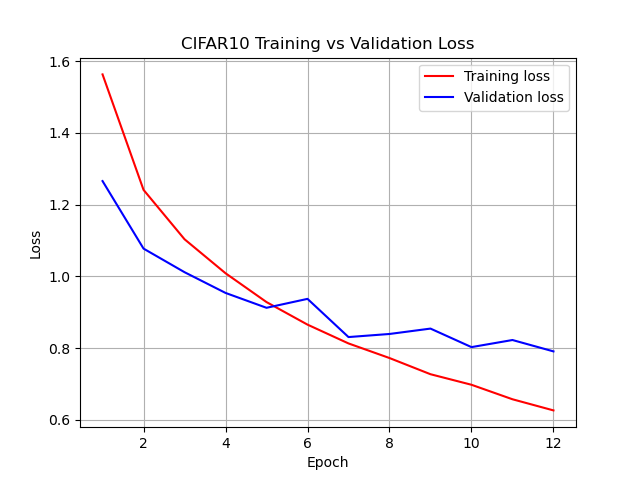 CIFAR10 Training vs Validation Loss
Training loss
Validation loss
Loss
1.6
1.4
1.2
1.0
0.8
0.6
2 4 6 8 10 12
Epoch